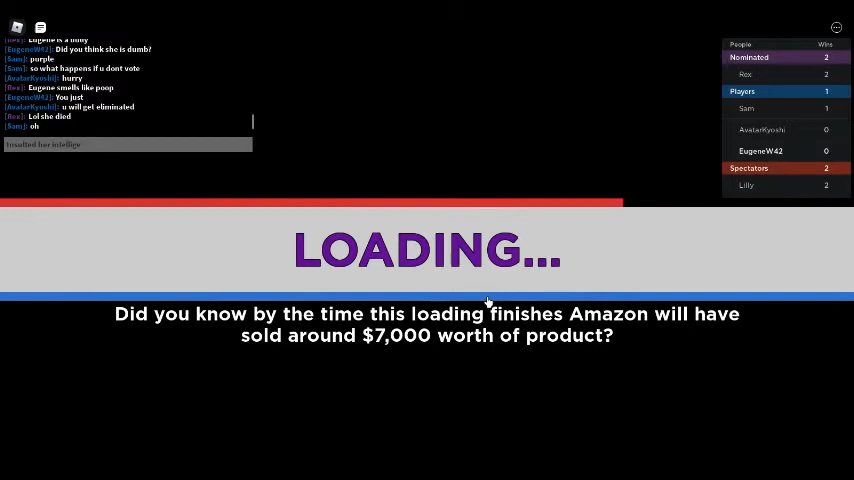 [Rex]: Eugene is a
[EugeneW42]: Did you think she is dumb?
[Sam]: purple
[Sam]: so what happens if u dont vote
[AvatarKyoshi]: hurry
[Rex]: Eugene smells like poop
[EugeneW42]: You just
[AvatarKyoshi]: u will get eliminated
[Rex]: Lol she died
[Sam]: oh
Insulted her intellige
People Wins
Nominated 2
Rex 2
Players 1
Sam 1
AvatarKyoshi 0
EugeneW42 0
Spectators 2
Lilly 2
LOADING...
Did you know by the time this loading finishes Amazon will have
sold around $7,000 worth of product?